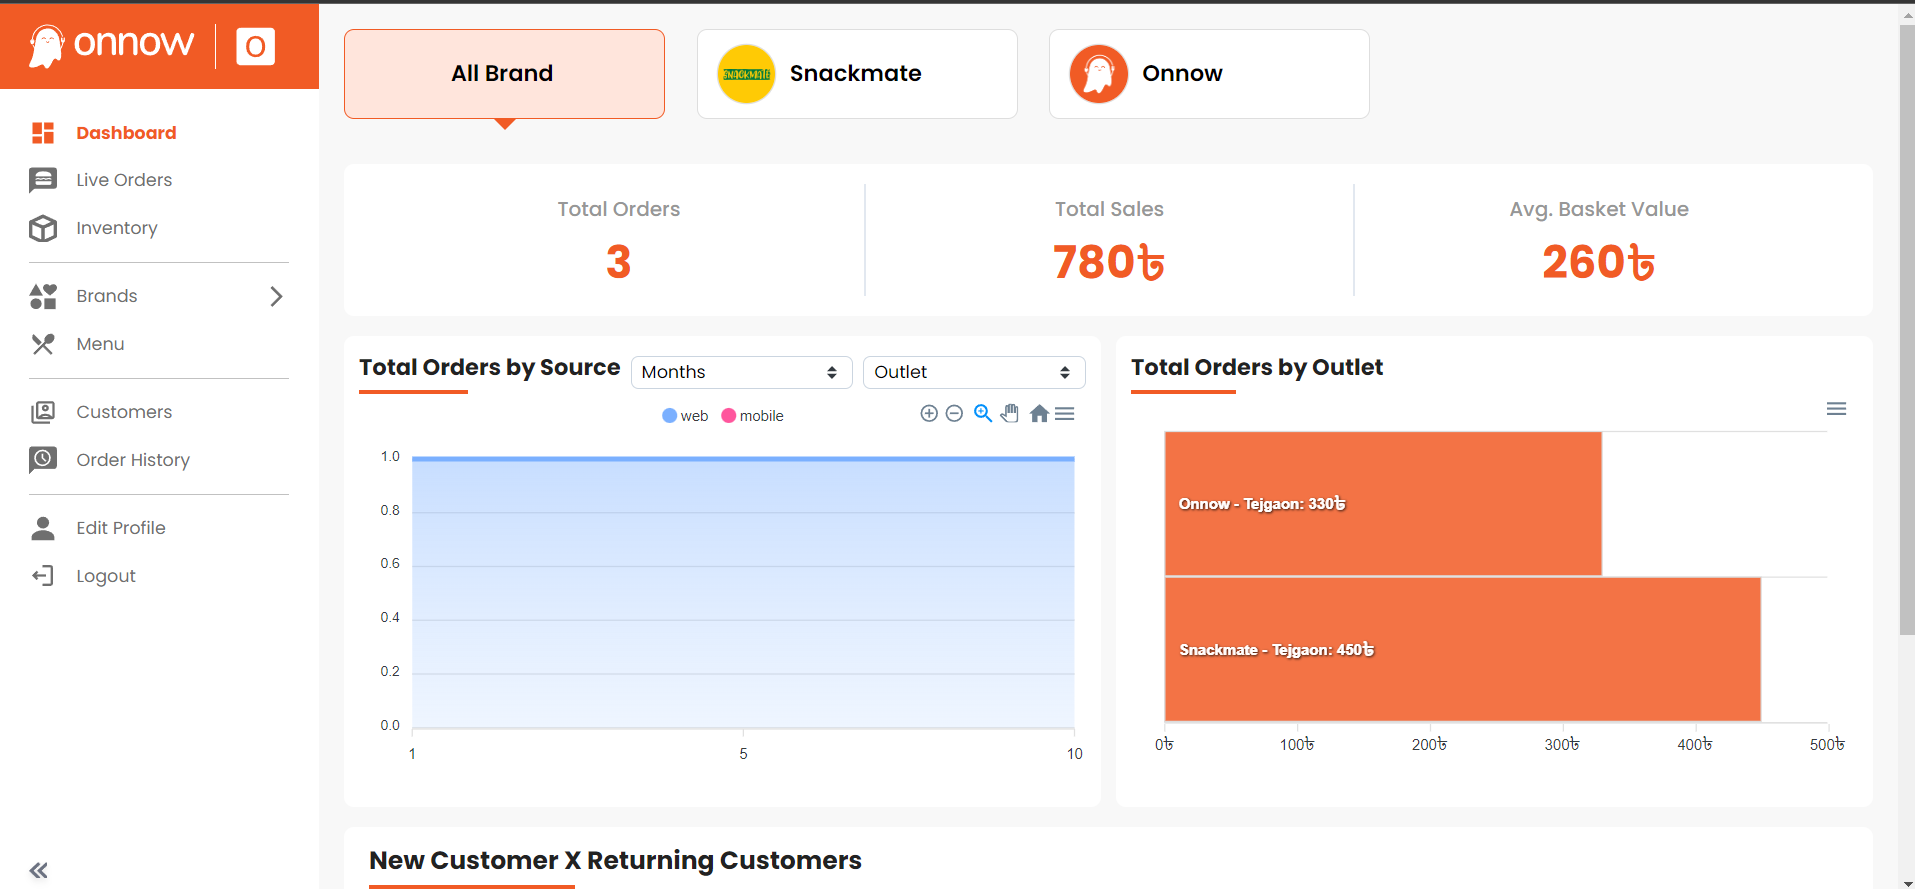 onnow
O
Dashboard
Live Orders
Inventory
Brands
Menu
Customers
Order History
Edit Profile
Logout
All Brand
SNACKMATE
Snackmate
Onnow
Total Orders
3
Total Sales
780৳
Avg. Basket Value
260৳
Total Orders by Source
Months
Outlet
web
mobile
1.0
0.8
0.6
0.4
0.2
0.0
1
5
10
Total Orders by Outlet
Onnow - Tejgaon: 330৳
Snackmate - Tejgaon: 450৳
0৳
100৳
200৳
300৳
400৳
500৳
New Customer X Returning Customers